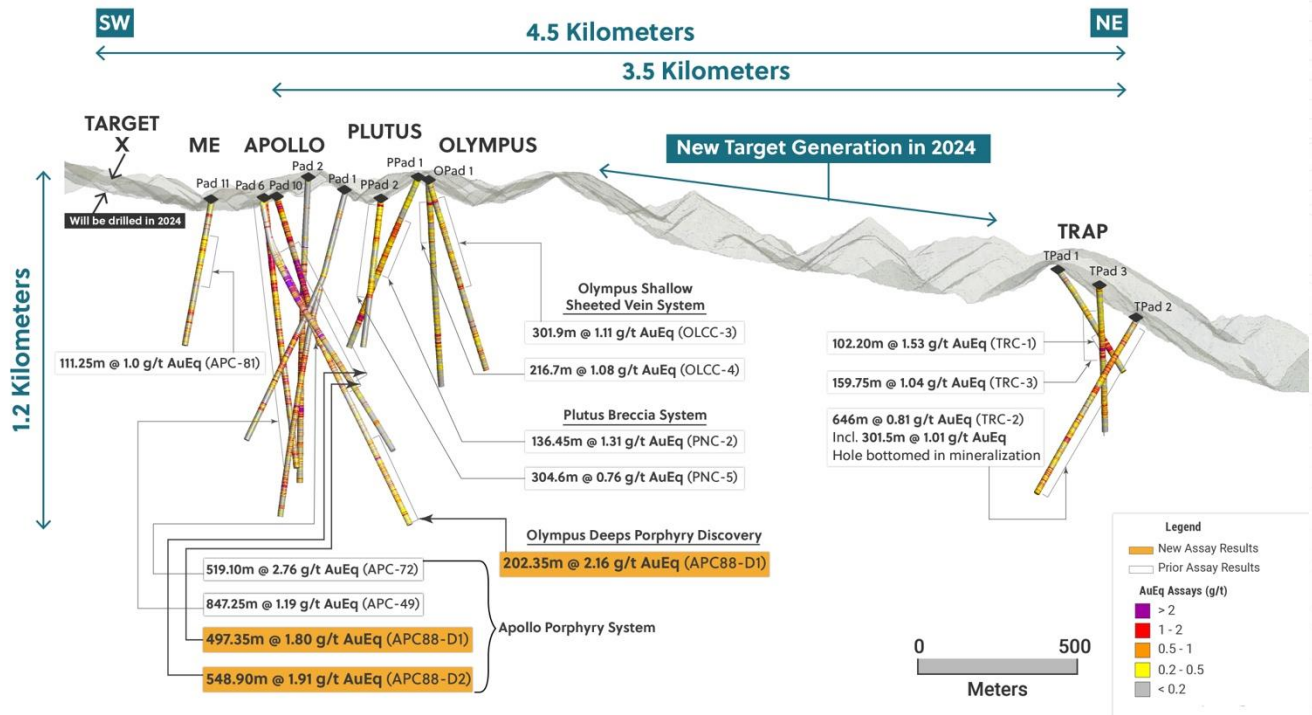 SW
NE
4.5 Kilometers
3.5 Kilometers
TARGET
X
ME
APOLLO
PLUTUS
OLYMPUS
New Target Generation in 2024
Pad 2
PPad 1
OPad 1
Pad 11
Pad 6
Pad 10
Pad 1
PPad 2
Will be drilled in 2024
TRAP
TPad 1
TPad 3
TPad 2
1.2 Kilometers
Olympus Shallow
Sheeted Vein System
301.9m @ 1.11 g/t AuEq (OLCC-3)
216.7m @ 1.08 g/t AuEq (OLCC-4)
111.25m @ 1.0 g/t AuEq (APC-81)
Plutus Breccia System
136.45m @ 1.31 g/t AuEq (PNC-2)
304.6m @ 0.76 g/t AuEq (PNC-5)
102.20m @ 1.53 g/t AuEq (TRC-1)
159.75m @ 1.04 g/t AuEq (TRC-3)
646m @ 0.81 g/t AuEq (TRC-2)
Incl. 301.5m @ 1.01 g/t AuEq
Hole bottomed in mineralization
Olympus Deeps Porphyry Discovery
202.35m @ 2.16 g/t AuEq (APC88-D1)
519.10m @ 2.76 g/t AuEq (APC-72)
847.25m @ 1.19 g/t AuEq (APC-49)
497.35m @ 1.80 g/t AuEq (APC88-D1)
548.90m @ 1.91 g/t AuEq (APC88-D2)
Apollo Porphyry System
0
500
Meters
Legend
New Assay Results
Prior Assay Results
AuEq Assays (g/t)
> 2
1 - 2
0.5 - 1
0.2 - 0.5
< 0.2